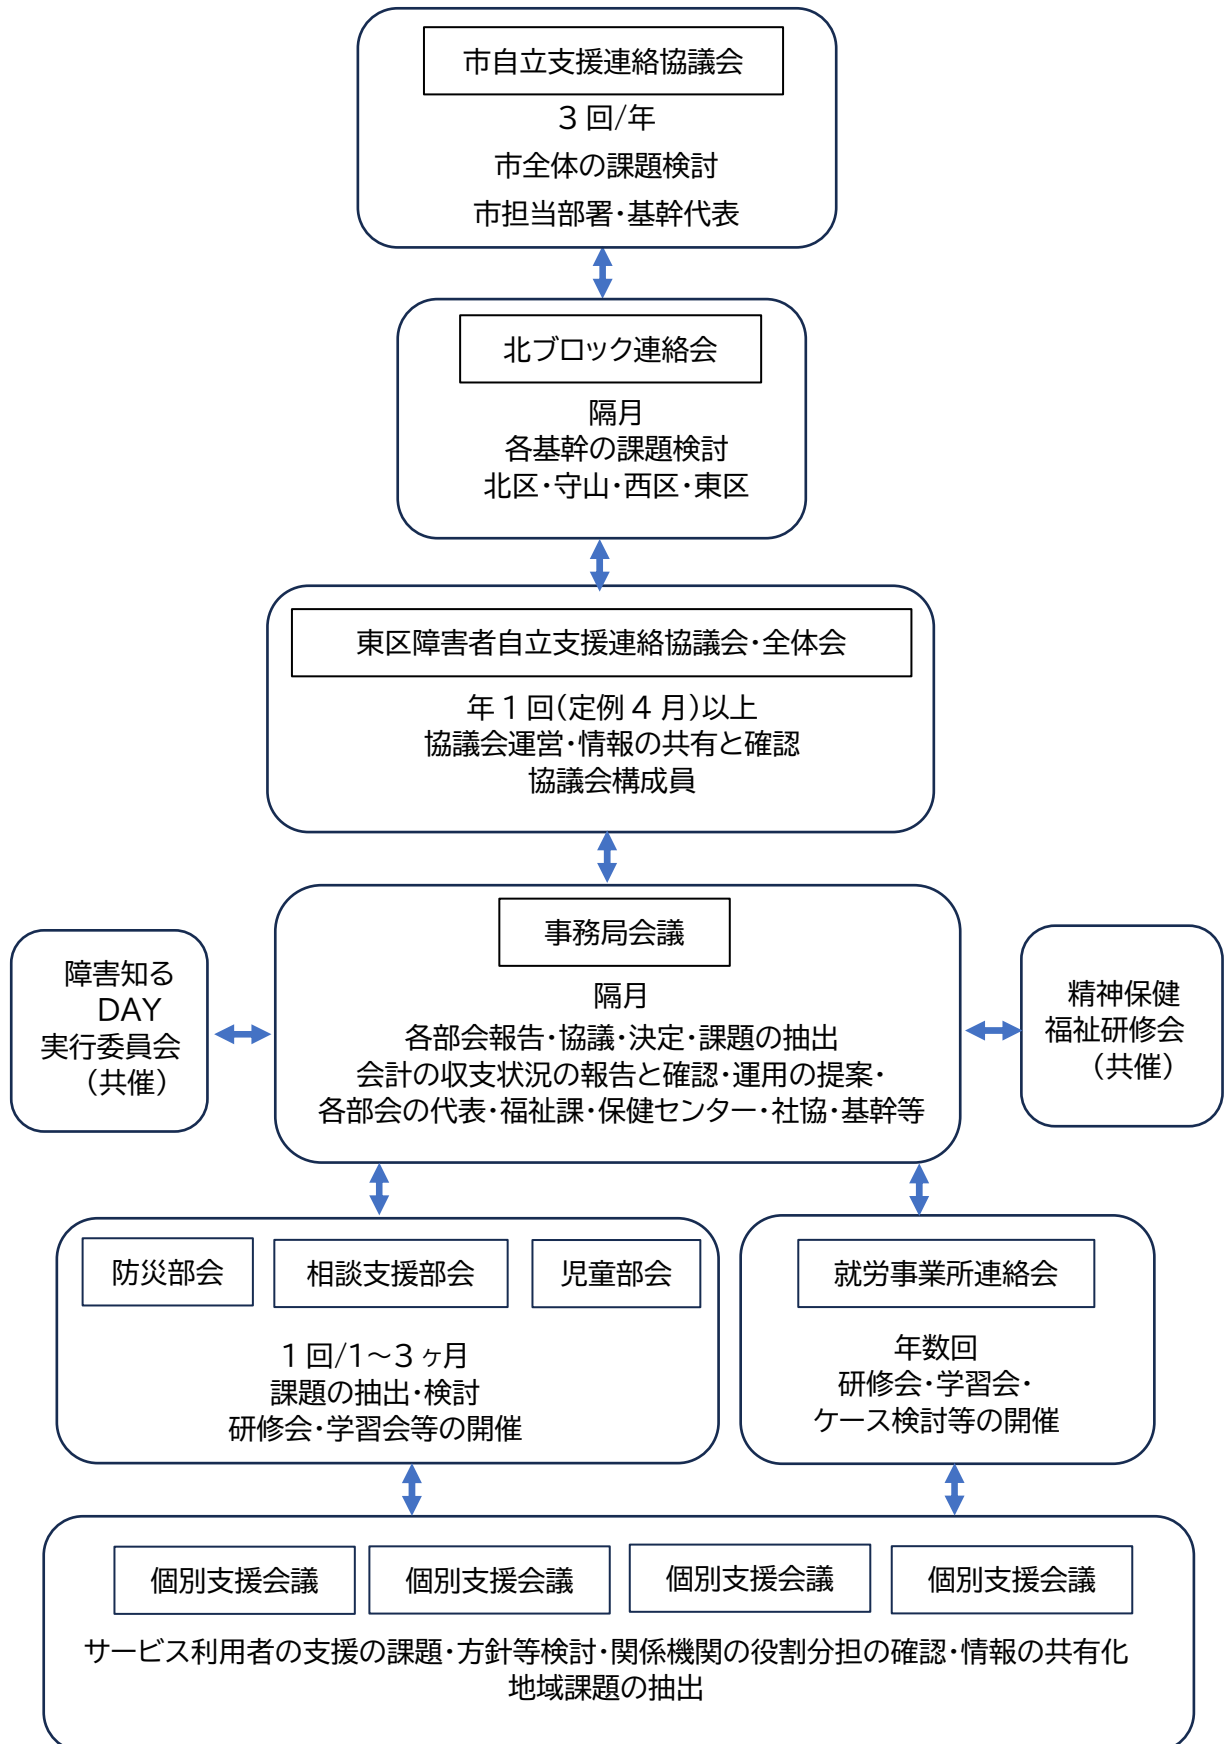 市自立支援連絡協議会
3回/年
市全体の課題検討
市担当部署・基幹代表
北ブロック連絡会
隔月
各基幹の課題検討
北区・守山・西区・東区
東区障害者自立支援連絡協議会・全体会
年1回(定例4月)以上
協議会運営・情報の共有と確認
協議会構成員
事務局会議
隔月
各部会報告・協議・決定・課題の抽出
会計の収支状況の報告と確認・運用の提案・
各部会の代表・福祉課・保健センター・社協・基幹等
障害知る
DAY
実行委員会
(共催)
精神保健
福祉研修会
(共催)
防災部会
相談支援部会
児童部会
1回/1~3ヶ月
課題の抽出・検討
研修会・学習会等の開催
就労事業所連絡会
年数回
研修会・学習会・
ケース検討等の開催
個別支援会議
個別支援会議
個別支援会議
個別支援会議
サービス利用者の支援の課題・方針等検討・関係機関の役割分担の確認・情報の共有化
地域課題の抽出